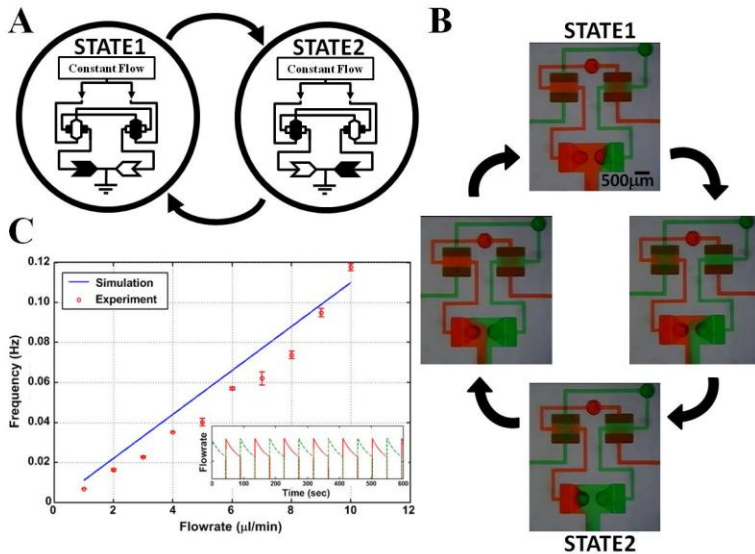 A
STATE1
STATE2
Constant Flow
Constant Flow
B
STATE1
500μm
STATE2
C
Simulation
Experiment
Frequency (Hz)
0.12
0.10
0.08
0.06
0.04
0.02
0
0
2
4
6
8
10
12
Flowrate (μl/min)
Flowrate
0
100
200
300
400
500
600
Time (sec)